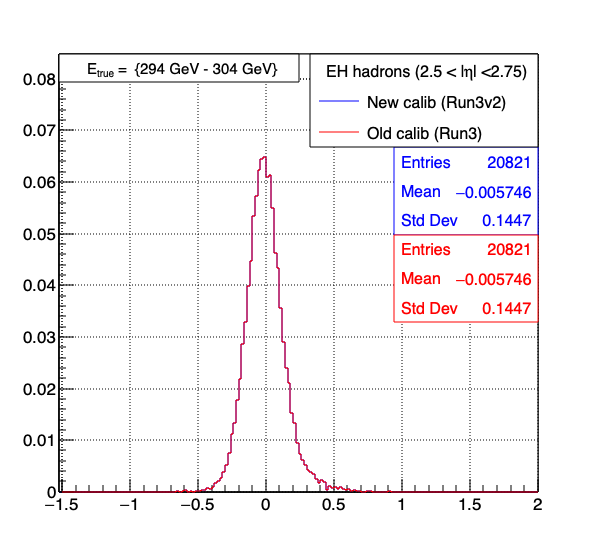 E_true = {294 GeV - 304 GeV}
EH hadrons (2.5 < |η| <2.75)
New calib (Run3v2)
Old calib (Run3)
Entries 20821
Mean −0.005746
Std Dev 0.1447
Entries 20821
Mean −0.005746
Std Dev 0.1447
0.08
0.07
0.06
0.05
0.04
0.03
0.02
0.01
0
−1.5 −1 −0.5 0 0.5 1 1.5 2